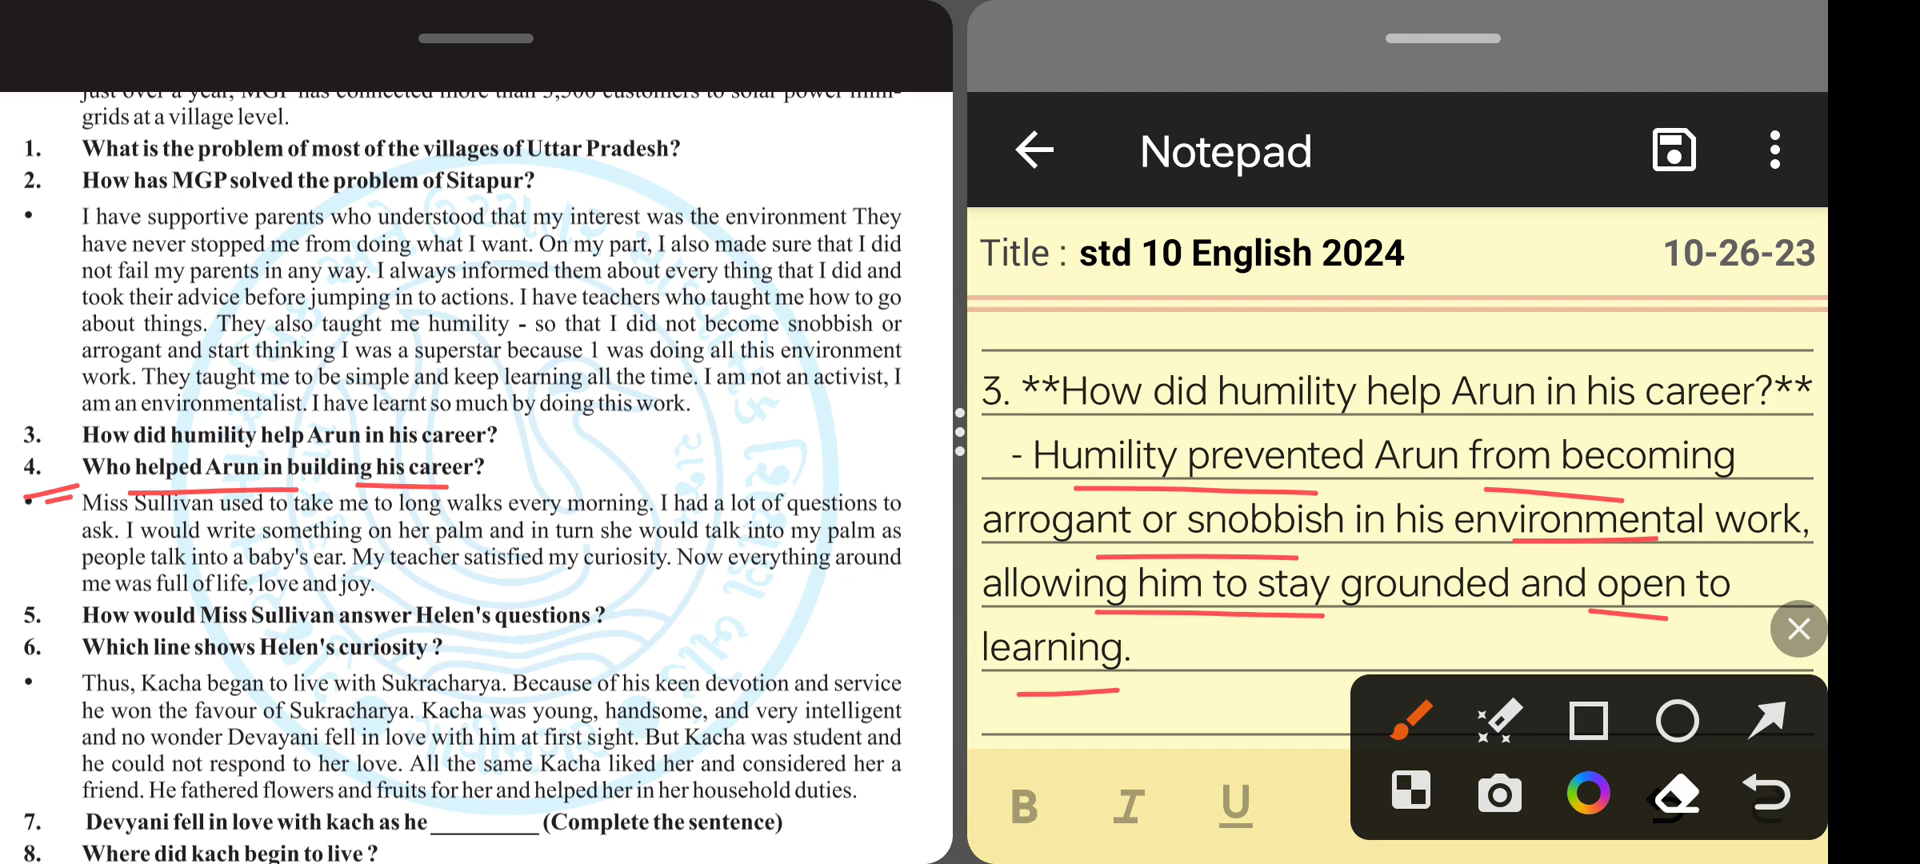 just over a year, MGP has connected more than 3,500 customers to solar power mini-
grids at a village level.
1. What is the problem of most of the villages of Uttar Pradesh?
2. How has MGP solved the problem of Sitapur?
• I have supportive parents who understood that my interest was the environment They
have never stopped me from doing what I want. On my part, I also made sure that I did
not fail my parents in any way. I always informed them about every thing that I did and
took their advice before jumping in to actions. I have teachers who taught me how to go
about things. They also taught me humility - so that I did not become snobbish or
arrogant and start thinking I was a superstar because 1 was doing all this environment
work. They taught me to be simple and keep learning all the time. I am not an activist, I
am an environmentalist. I have learnt so much by doing this work.
3. How did humility help Arun in his career?
4. Who helped Arun in building his career?
• Miss Sullivan used to take me to long walks every morning. I had a lot of questions to
ask. I would write something on her palm and in turn she would talk into my palm as
people talk into a baby's ear. My teacher satisfied my curiosity. Now everything around
me was full of life, love and joy.
5. How would Miss Sullivan answer Helen's questions ?
6. Which line shows Helen's curiosity ?
• Thus, Kacha began to live with Sukracharya. Because of his keen devotion and service
he won the favour of Sukracharya. Kacha was young, handsome, and very intelligent
and no wonder Devayani fell in love with him at first sight. But Kacha was student and
he could not respond to her love. All the same Kacha liked her and considered her a
friend. He fathered flowers and fruits for her and helped her in her household duties.
7. Devyani fell in love with kach as he_________ (Complete the sentence)
8. Where did kach begin to live ?
Notepad
Title : std 10 English 2024 10-26-23
3. **How did humility help Arun in his career?**
- Humility prevented Arun from becoming
arrogant or snobbish in his environmental work,
allowing him to stay grounded and open to
learning.
B I U